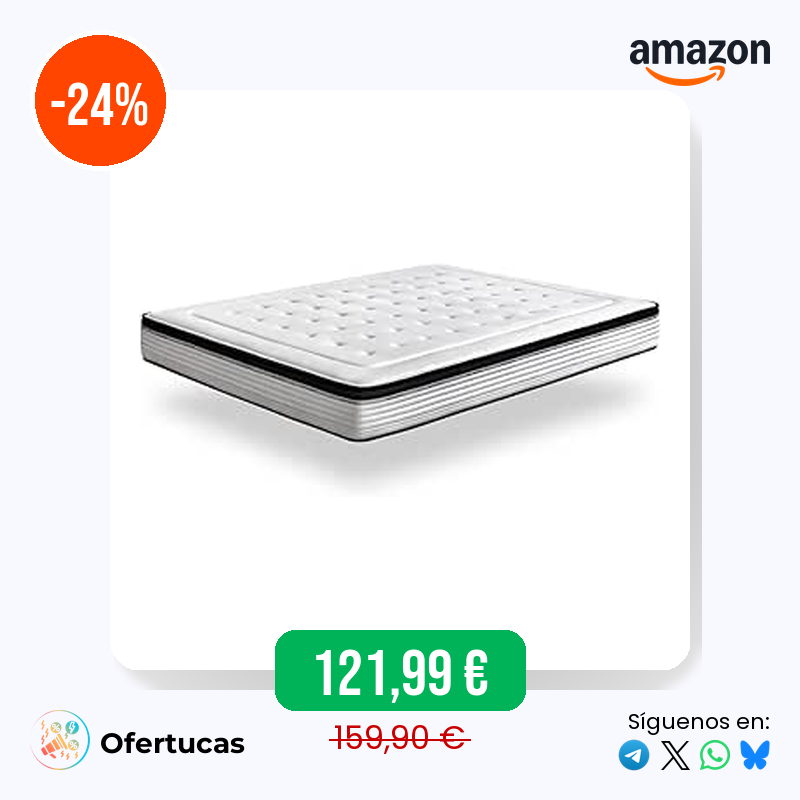 -24%
amazon
121,99 €
159,90 €
Ofertucas
Síguenos en: